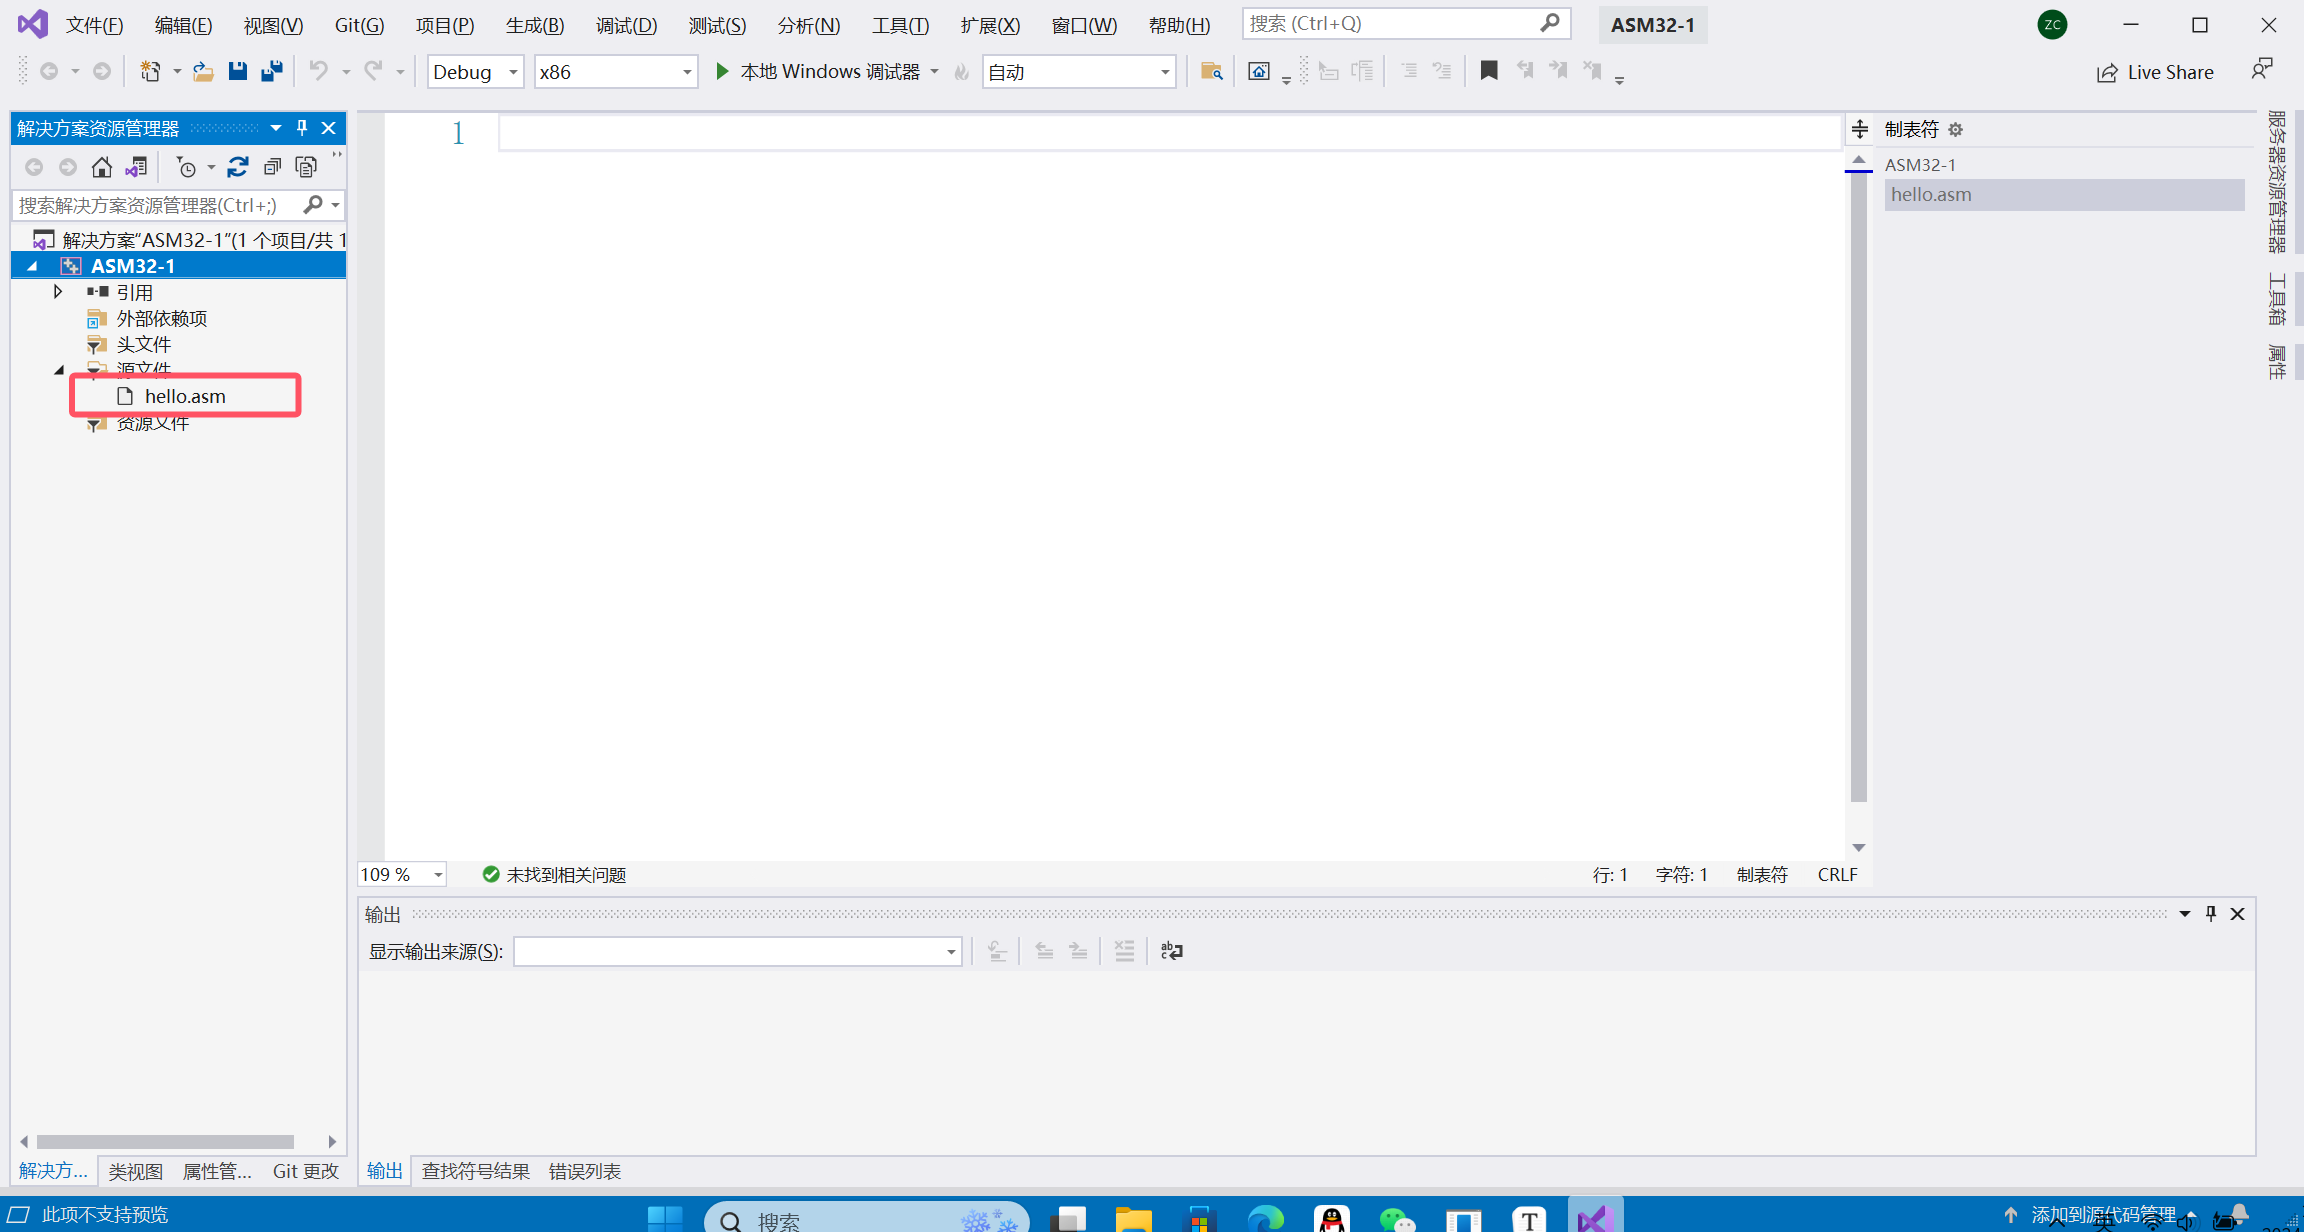 文件(F) 编辑(E) 视图(V) Git(G) 项目(P) 生成(B) 调试(D) 测试(S) 分析(N) 工具(T) 扩展(X) 窗口(W) 帮助(H) 搜索 (Ctrl+Q) ASM32-1 ZC
Debug x86 本地 Windows 调试器 自动 Live Share
解决方案资源管理器
搜索解决方案资源管理器(Ctrl+;)
解决方案“ASM32-1”(1 个项目/共 1
ASM32-1
引用
外部依赖项
头文件
源文件
hello.asm
资源文件
解决方... 类视图 属性管... Git 更改
1
制表符
ASM32-1
hello.asm
服务器资源管理器
工具箱
属性
109 % 未找到相关问题 行: 1 字符: 1 制表符 CRLF
输出
显示输出来源(S):
输出 查找符号结果 错误列表
此项不支持预览 搜索 T 添加到源代码管理 英